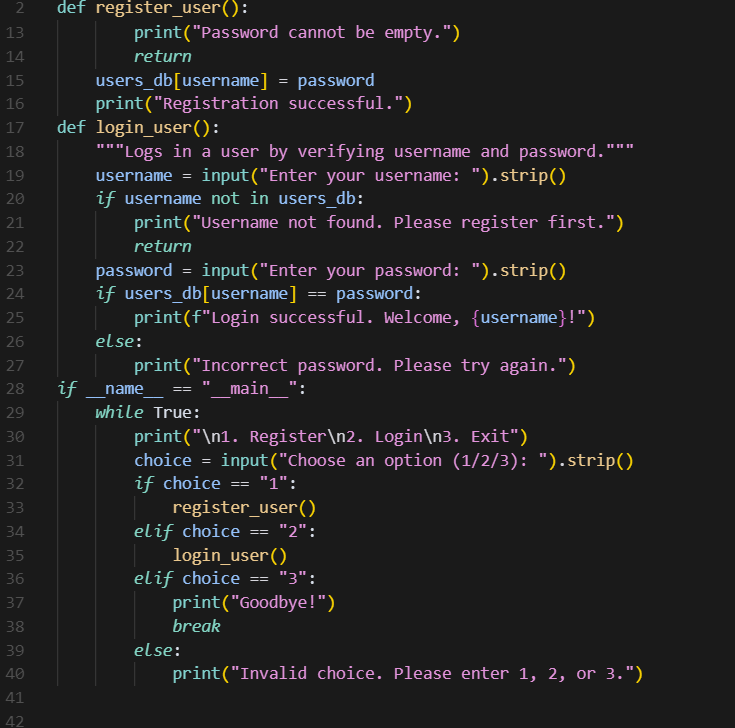 2 def register_user():
13 print("Password cannot be empty.")
14 return
15 users_db[username] = password
16 print("Registration successful.")
17 def login_user():
18 """Logs in a user by verifying username and password."""
19 username = input("Enter your username: ").strip()
20 if username not in users_db:
21 print("Username not found. Please register first.")
22 return
23 password = input("Enter your password: ").strip()
24 if users_db[username] == password:
25 print(f"Login successful. Welcome, {username}!")
26 else:
27 print("Incorrect password. Please try again.")
28 if __name__ == "__main__":
29 while True:
30 print("\n1. Register\n2. Login\n3. Exit")
31 choice = input("Choose an option (1/2/3): ").strip()
32 if choice == "1":
33 register_user()
34 elif choice == "2":
35 login_user()
36 elif choice == "3":
37 print("Goodbye!")
38 break
39 else:
40 print("Invalid choice. Please enter 1, 2, or 3.")
41
42